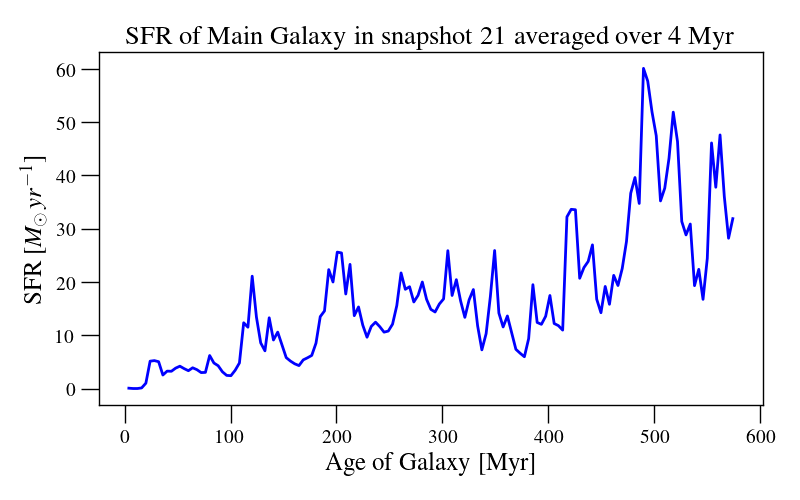 SFR of Main Galaxy in snapshot 21 averaged over 4 Myr
60
50
40
30
20
10
0
SFR [M⊙ yr⁻¹]
0 100 200 300 400 500 600
Age of Galaxy [Myr]